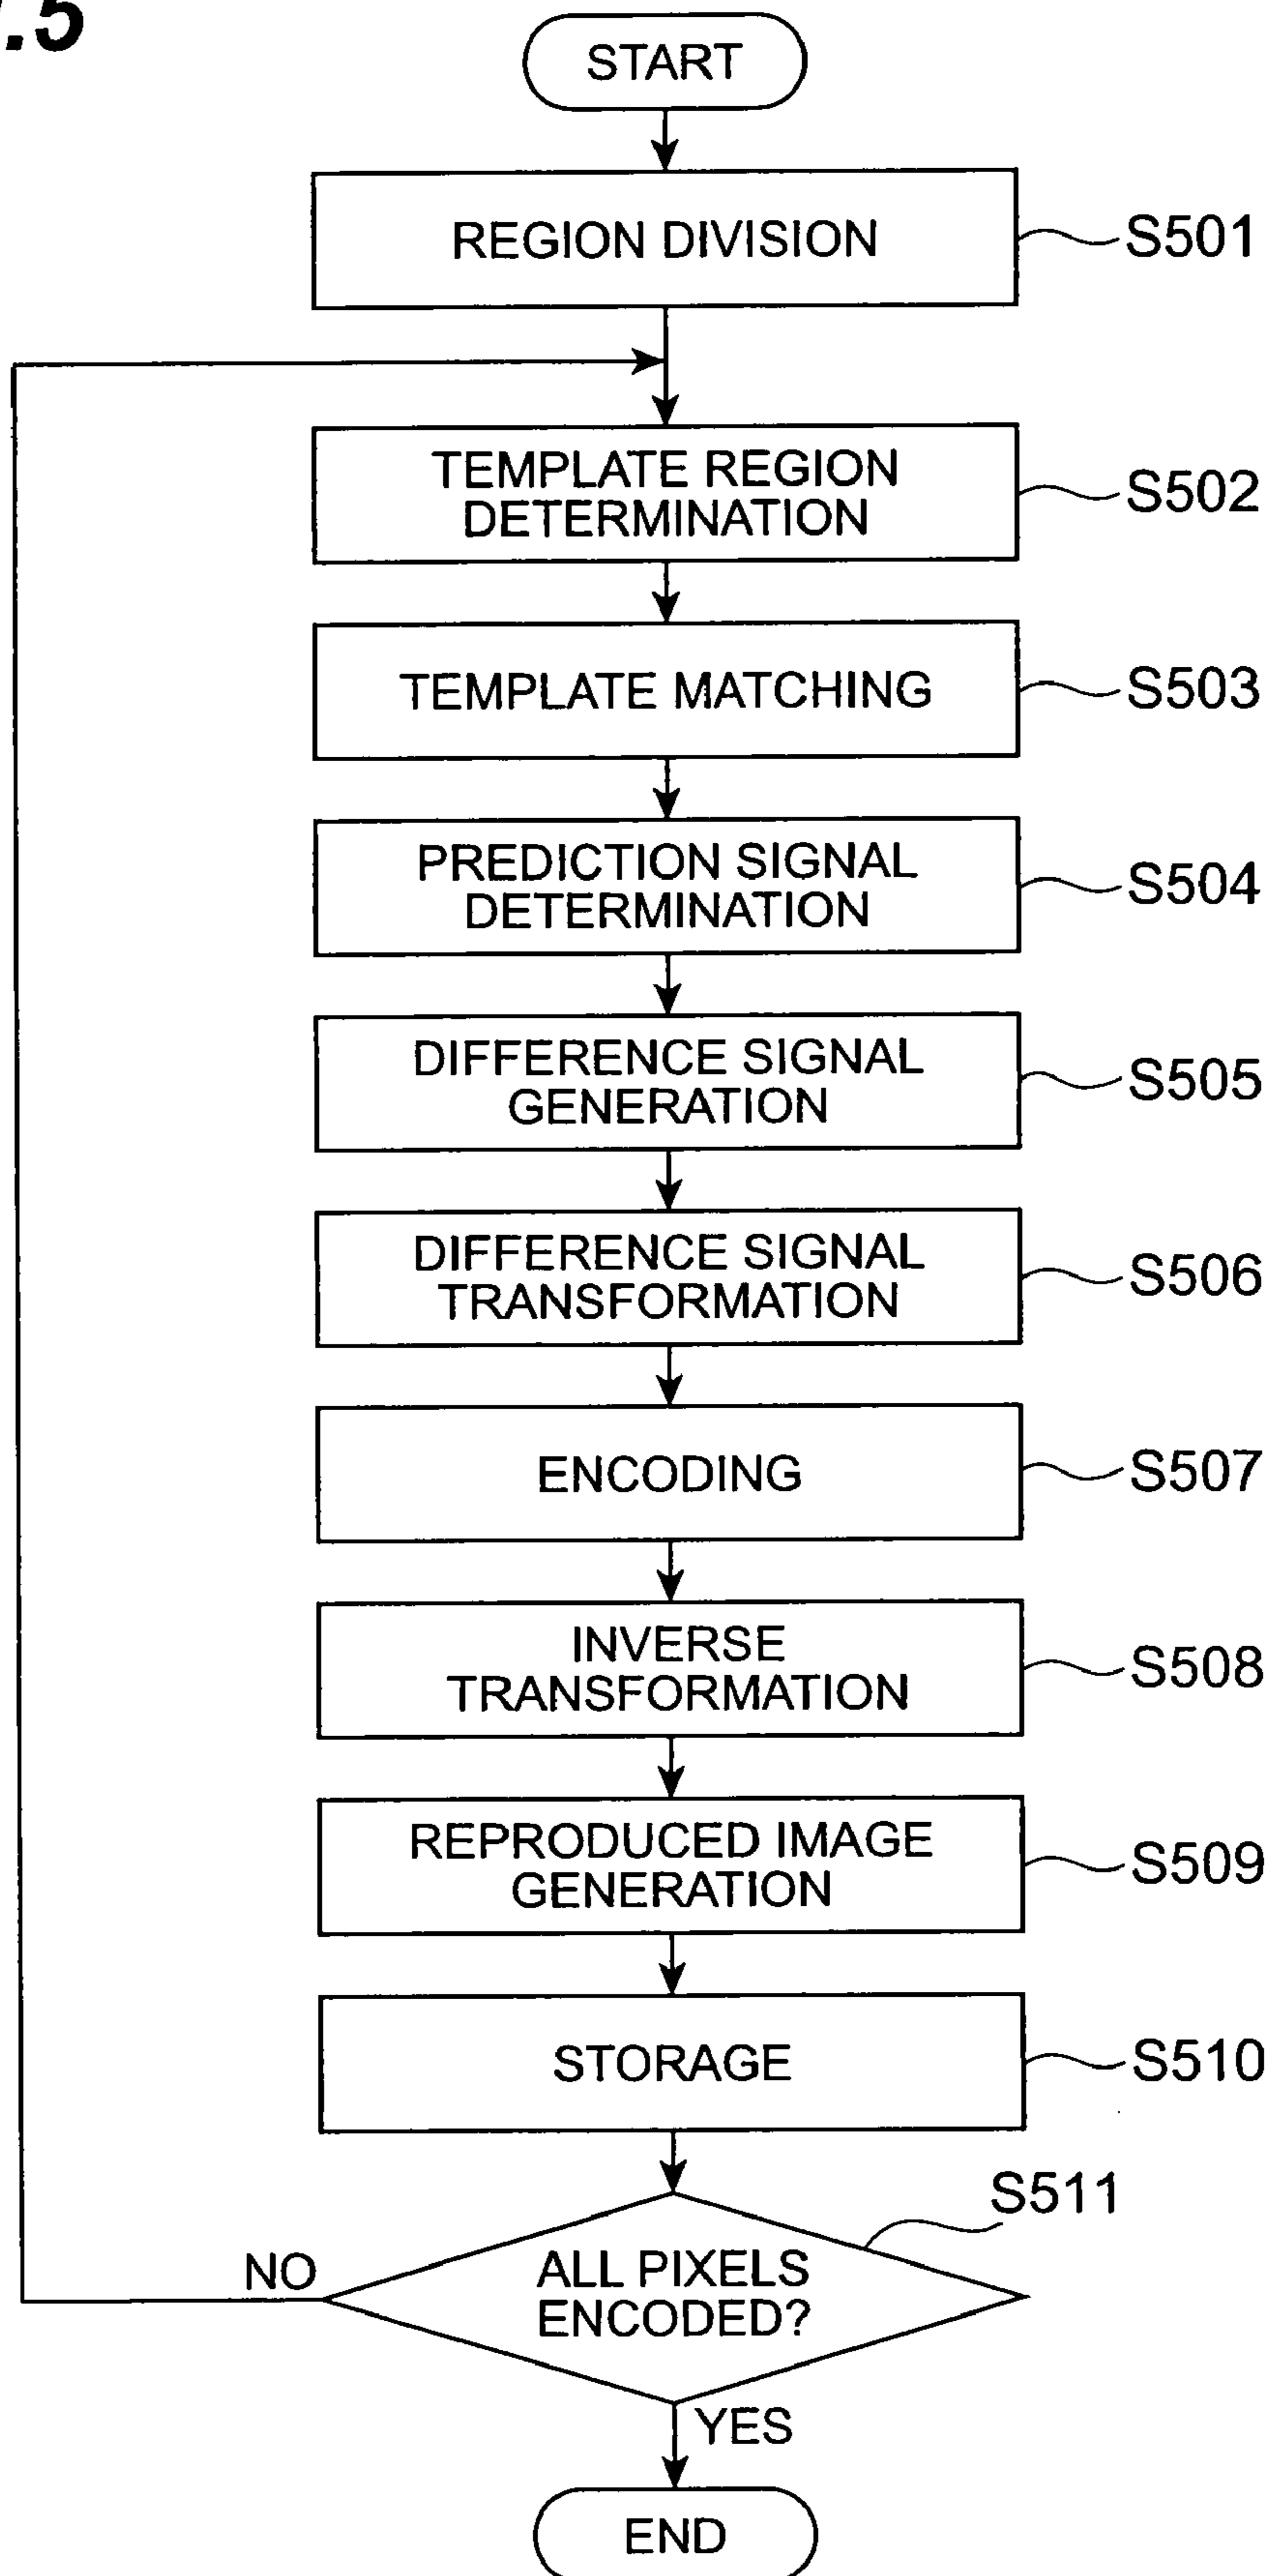 .5
START
REGION DIVISION
S501
TEMPLATE REGION
DETERMINATION
S502
TEMPLATE MATCHING
S503
PREDICTION SIGNAL
DETERMINATION
S504
DIFFERENCE SIGNAL
GENERATION
S505
DIFFERENCE SIGNAL
TRANSFORMATION
S506
ENCODING
S507
INVERSE
TRANSFORMATION
S508
REPRODUCED IMAGE
GENERATION
S509
STORAGE
S510
S511
NO
ALL PIXELS
ENCODED?
YES
END